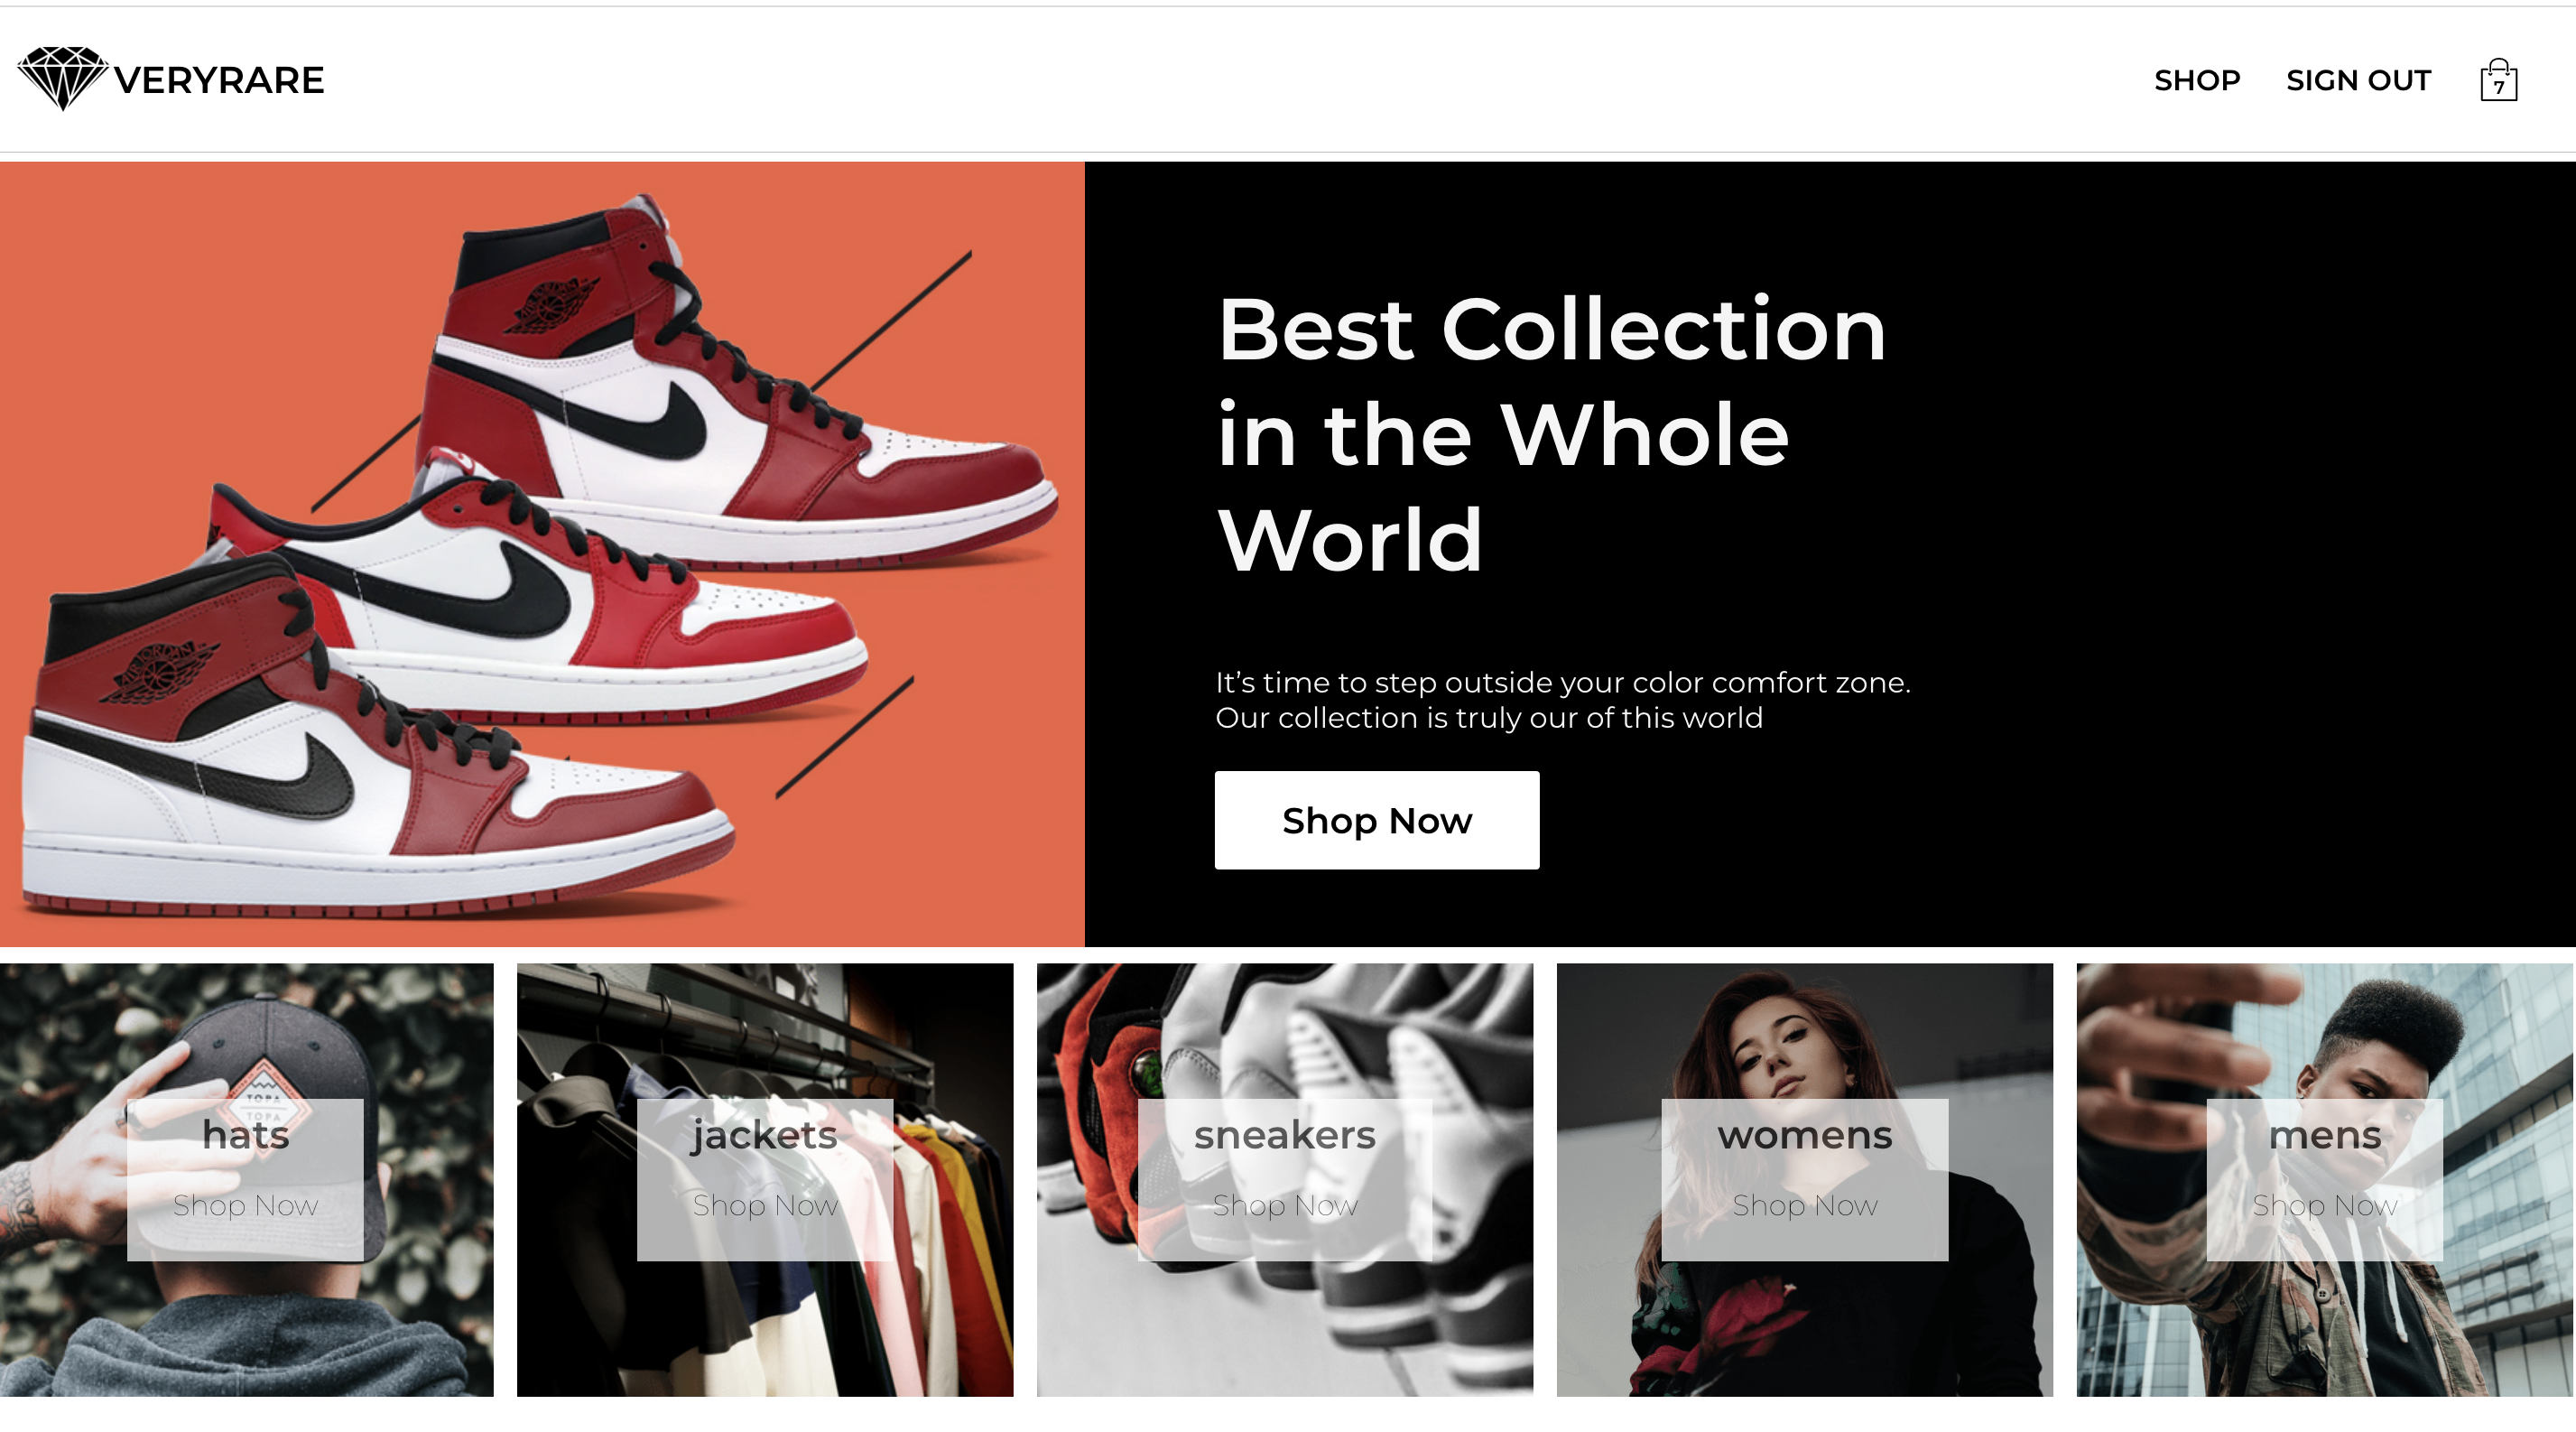 VERYRARE
SHOP
SIGN OUT
7
Best Collection
in the Whole
World
It’s time to step outside your color comfort zone.
Our collection is truly our of this world
Shop Now
TOPA
TOPA
hats
Shop Now
jackets
Shop Now
sneakers
Shop Now
womens
Shop Now
mens
Shop Now